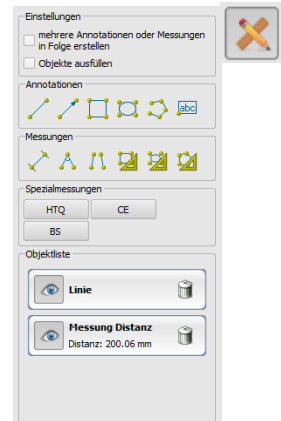 Einstellungen
mehrere Annotationen oder Messungen
in Folge erstellen
Objekte ausfüllen
Annotationen
abc
Messungen
Spezialmessungen
HTQ CE
BS
Objektliste
Linie
Messung Distanz
Distanz: 200.06 mm